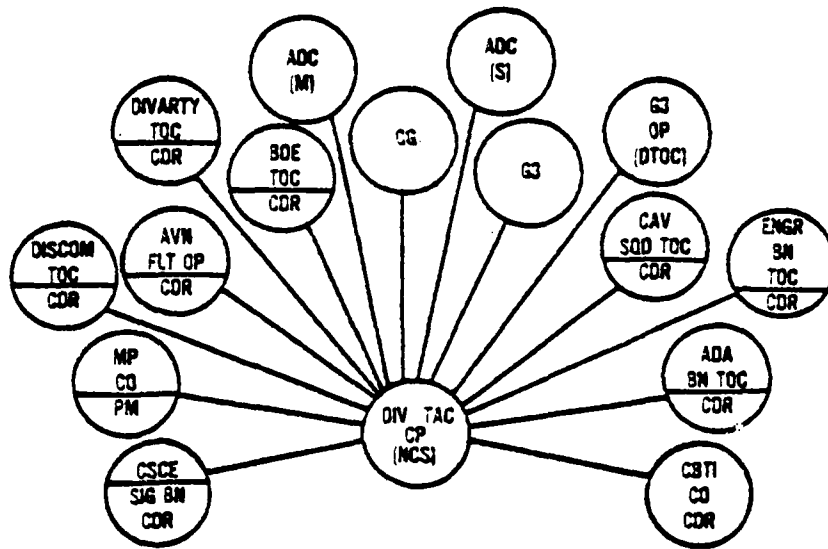 ADC
(M)
ADC
(S)
DIVARTY
TOC
CDR
CG
G3
OP
(DTOC)
BDE
TOC
CDR
G3
DISCOM
TOC
CDR
AVN
FLT OP
CDR
CAV
SQD TOC
CDR
ENGR
BN
TOC
CDR
MP
CO
PM
ADA
BN TOC
CDR
DIV TAC
CP
(NCS)
CSCE
SIG BN
CDR
CBTI
CO
CDR